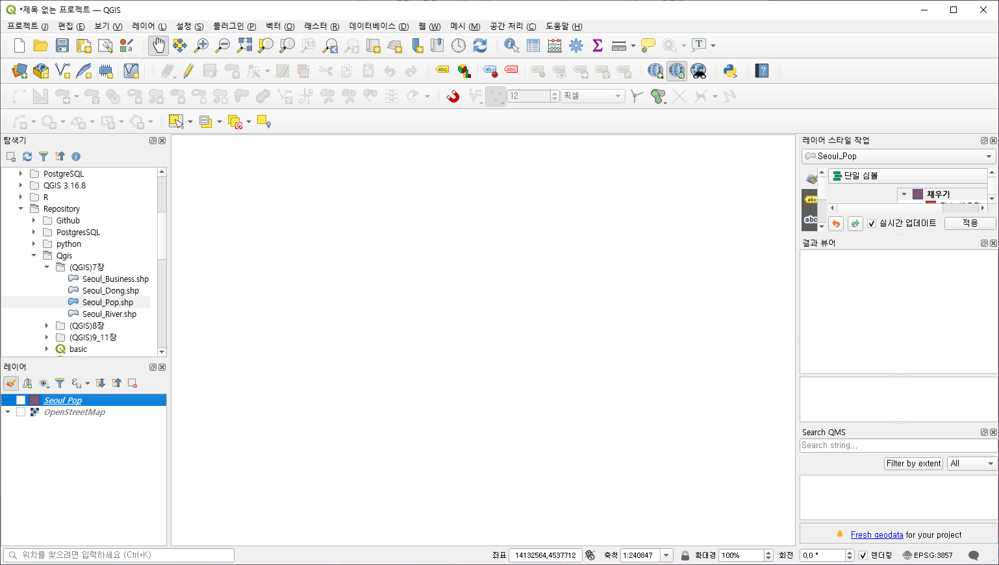 *제목 없는 프로젝트 — QGIS
프로젝트 (J) 편집 (E) 보기 (V) 레이어 (L) 설정 (S) 플러그인 (P) 벡터 (O) 래스터 (R) 데이터베이스 (D) 웹 (W) 메시 (M) 공간 처리 (C) 도움말 (H)
12 픽셀
탐색기
PostgreSQL
QGIS 3.16.8
R
Repository
Github
PostgresSQL
python
Qgis
(QGIS)7장
Seoul_Business.shp
Seoul_Dong.shp
Seoul_Pop.shp
Seoul_River.shp
(QGIS)8장
(QGIS)9_11장
basic
레이어
Seoul_Pop
OpenStreetMap
레이어 스타일 작업
Seoul_Pop
단일 심볼
채우기
실시간 업데이트 적용
결과 뷰어
Search QMS
Search string...
Filter by extent All
Fresh geodata for your project
위치를 찾으려면 입력하세요 (Ctrl+K) 좌표 14132564,4537712 축척 1:240847 확대경 100% 회전 0,0 ° 렌더링 EPSG:3857